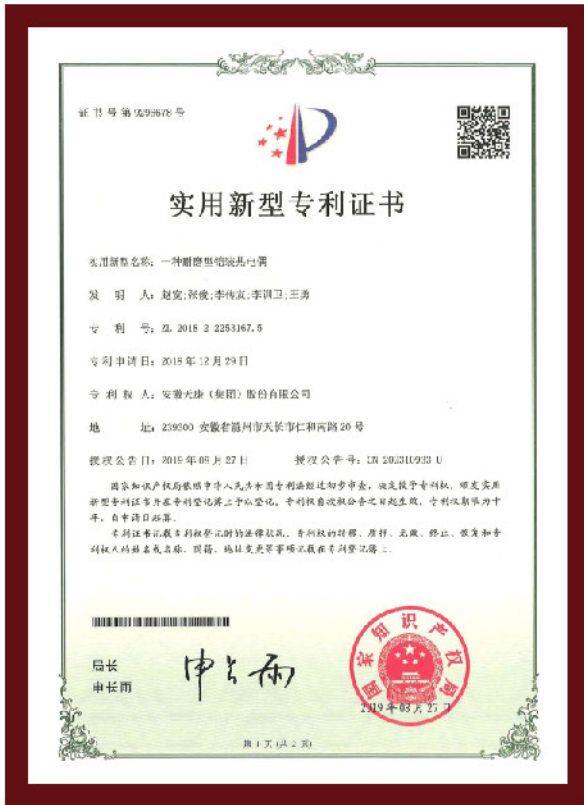 证书号第9299678号
实用新型专利证书
实用新型名称:一种耐磨型铠装热电偶
发 明 人:赵宽;张俊;李传友;李训卫;王勇
专 利 号:ZL 2018 2 2253167.5
专利申请日:2018年12月29日
专 利 权 人:安徽天康(集团)股份有限公司
地 址:239300 安徽省滁州市天长市仁和南路20号
授权公告日:2019年08月27日 授权公告号:CN 209310933 U
国家知识产权局依照中华人民共和国专利法经过初步审查,决定授予专利权,颁发实用
新型专利证书并在专利登记簿上予以登记。专利权自授权公告之日起生效。专利权期限为十
年,自申请日起算。
专利证书记载专利权登记时的法律状况。专利权的转移、质押、无效、终止、恢复和专
利权人的姓名或名称、国籍、地址变更等事项记载在专利登记簿上。
局长
申长雨
申长雨
国家知识产权局
2019年08月27日
第1页(共2页)